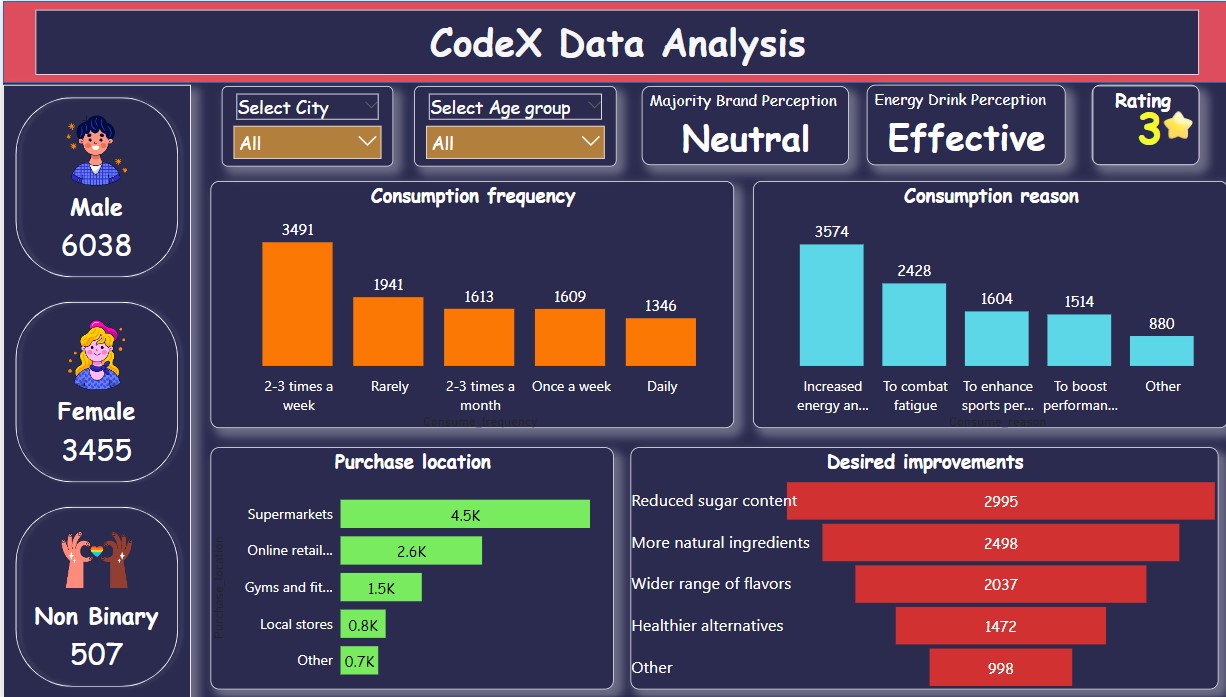 CodeX Data Analysis
Male
6038
Female
3455
Non Binary
507
Select City
All
Select Age group
All
Majority Brand Perception
Neutral
Energy Drink Perception
Effective
Rating
3
Consumption frequency
3491
1941
1613
1609
1346
2-3 times a
week
Rarely
2-3 times a
month
Once a week
Daily
Consume_frequency
Consumption reason
3574
2428
1604
1514
880
Increased
energy an...
To combat
fatigue
To enhance
sports per...
To boost
performan...
Other
Consume_reason
Purchase location
Purchase_location
Supermarkets 4.5K
Online retail... 2.6K
Gyms and fit... 1.5K
Local stores 0.8K
Other 0.7K
Desired improvements
Reduced sugar content 2995
More natural ingredients 2498
Wider range of flavors 2037
Healthier alternatives 1472
Other 998